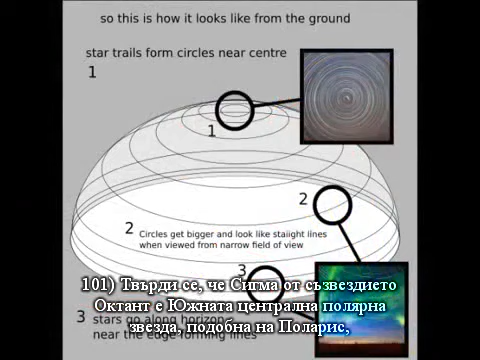 so this is how it looks like from the ground
star trails form circles near centre
1
1
2
2 Circles get bigger and look like staiight lines
when viewed from narrow field of view
3
101) Твърди се, че Сигма от съзвездието
Октант е Южната централна полярна
звезда, подобна на Поларис,
3 stars go along horizon
near the edge forming lines